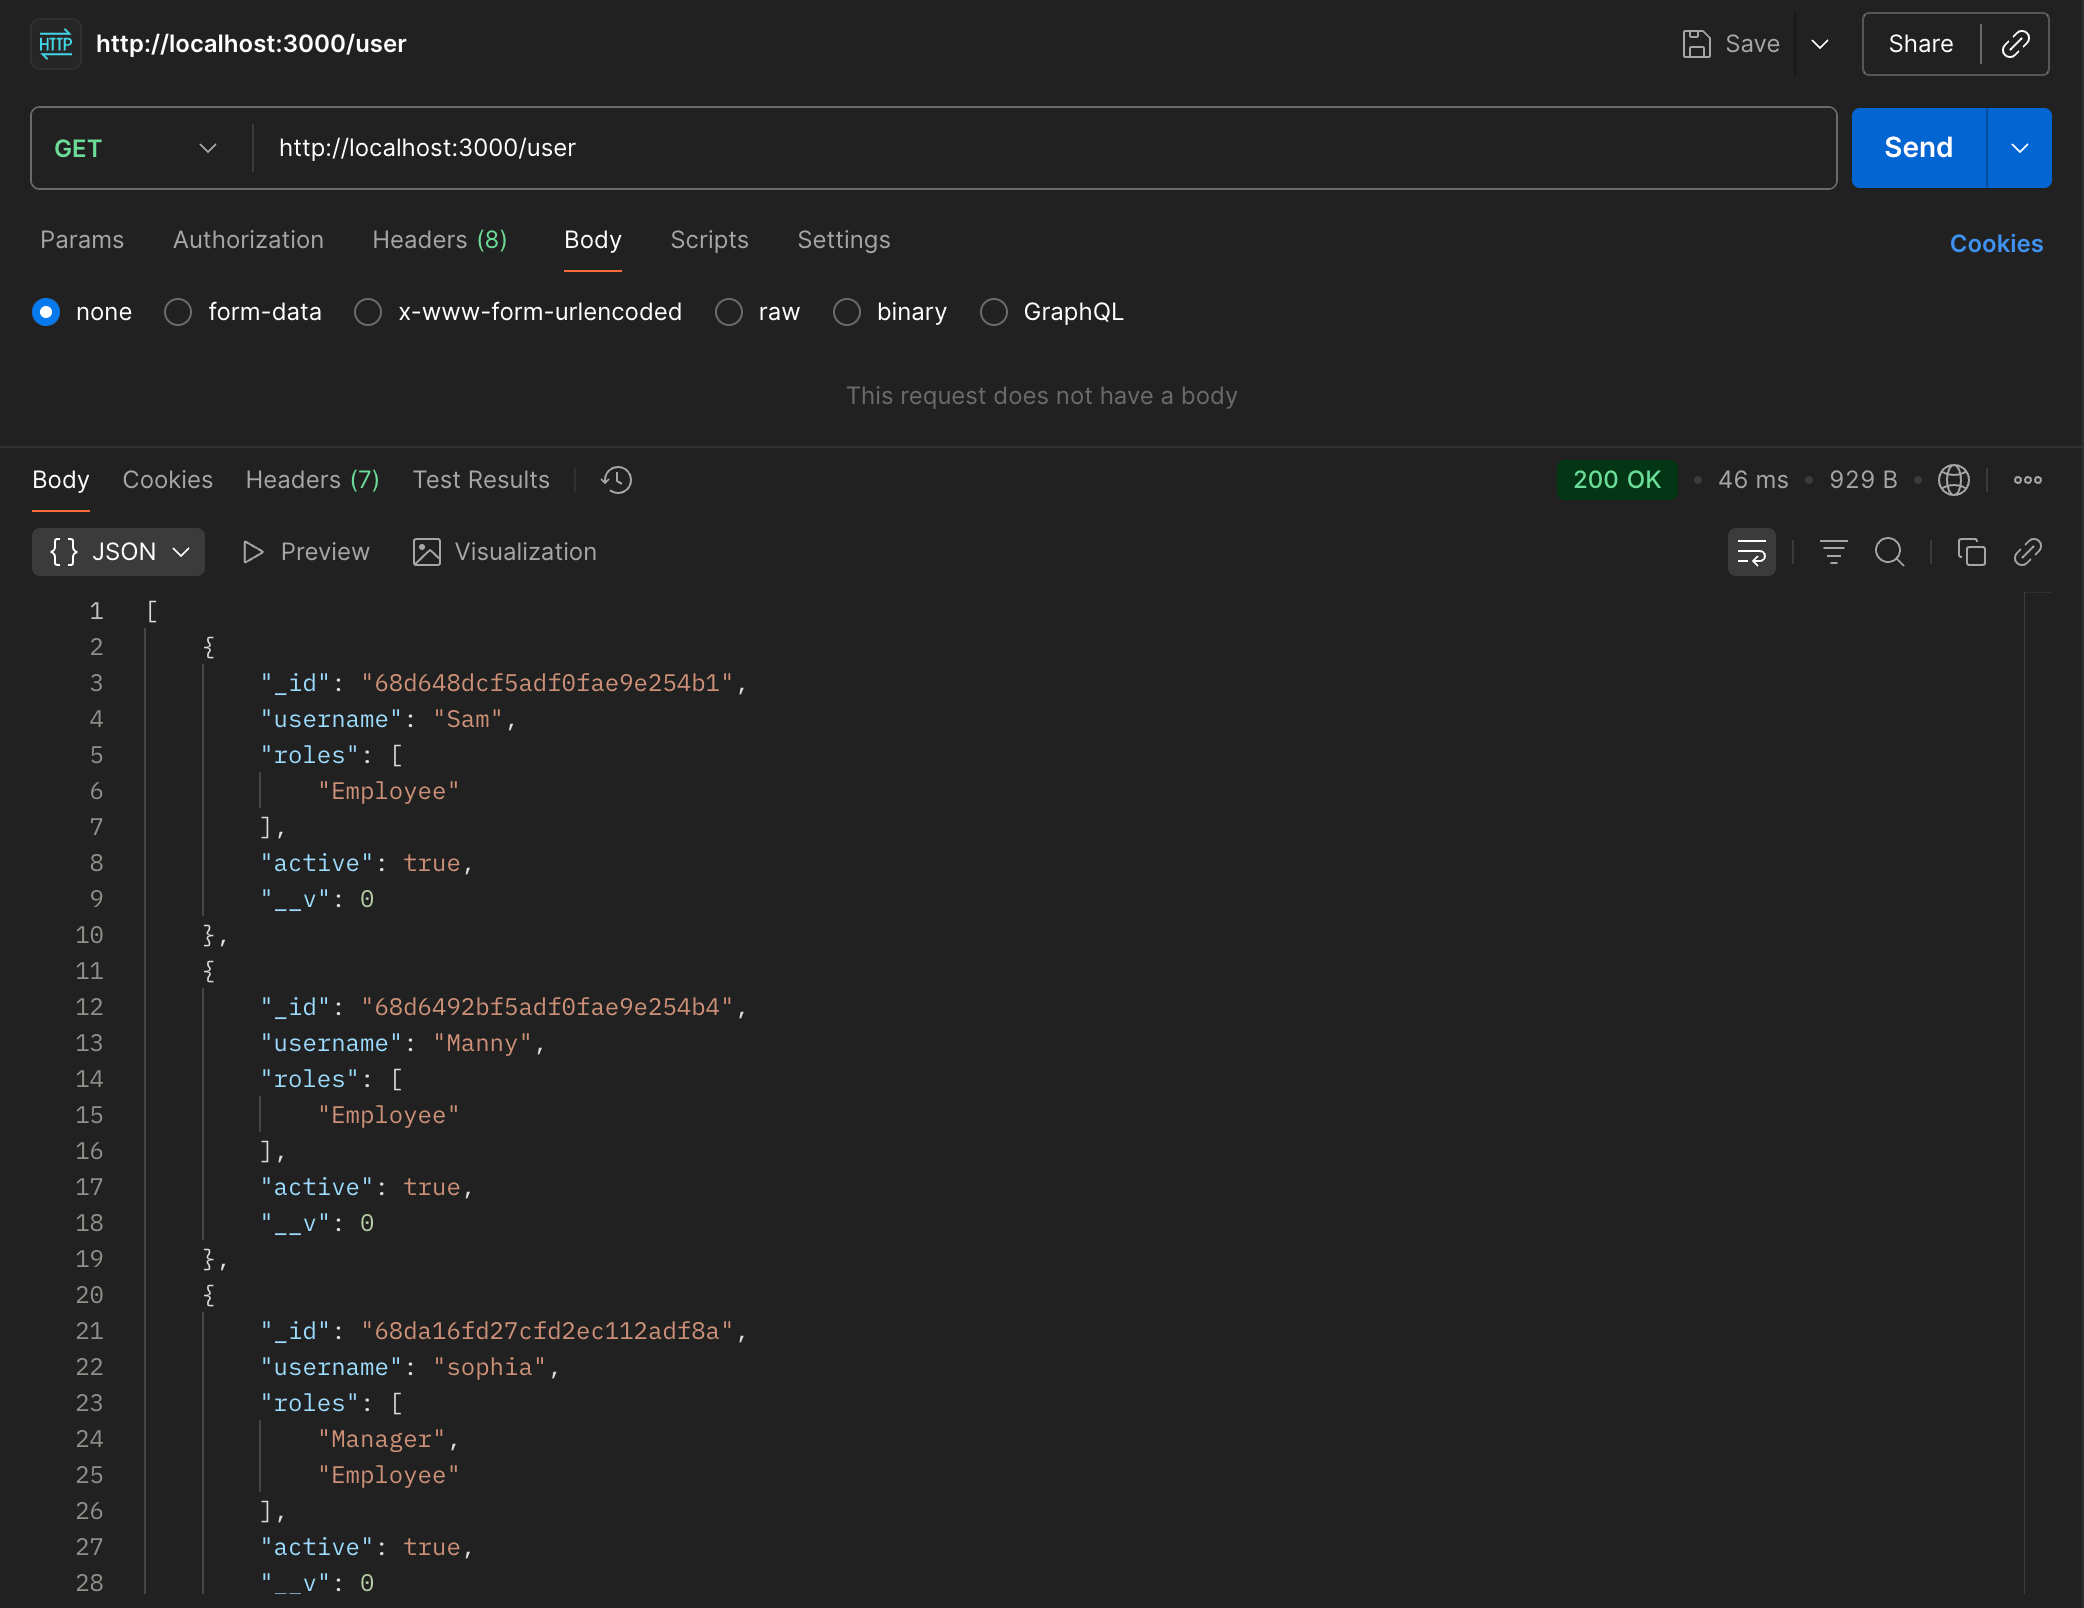 HTTP http://localhost:3000/user Save Share
GET http://localhost:3000/user Send
Params Authorization Headers (8) Body Scripts Settings Cookies
none form-data x-www-form-urlencoded raw binary GraphQL
This request does not have a body
Body Cookies Headers (7) Test Results 200 OK • 46 ms • 929 B •
{} JSON Preview Visualization
1 [
2 {
3 "_id": "68d648dcf5adf0fae9e254b1",
4 "username": "Sam",
5 "roles": [
6 "Employee"
7 ],
8 "active": true,
9 "__v": 0
10 },
11 {
12 "_id": "68d6492bf5adf0fae9e254b4",
13 "username": "Manny",
14 "roles": [
15 "Employee"
16 ],
17 "active": true,
18 "__v": 0
19 },
20 {
21 "_id": "68da16fd27cfd2ec112adf8a",
22 "username": "sophia",
23 "roles": [
24 "Manager",
25 "Employee"
26 ],
27 "active": true,
28 "__v": 0